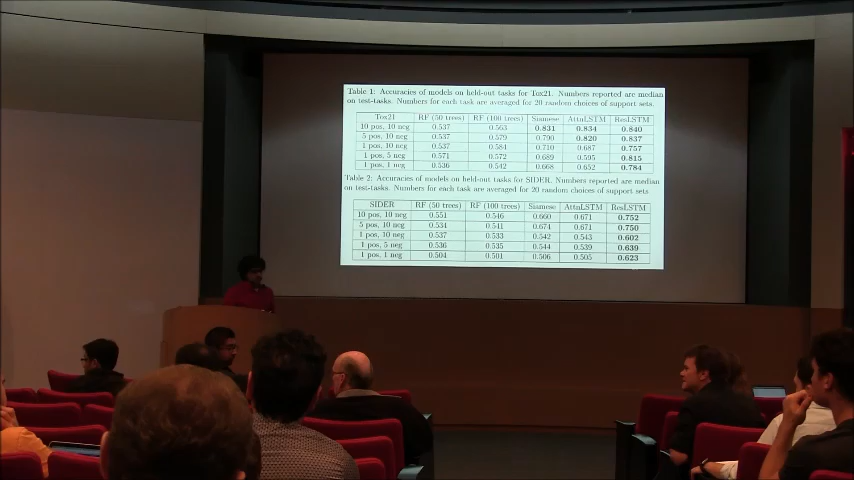 Table 1: Accuracies of models on held-out tasks for Tox21. Numbers reported are median
on test-tasks. Numbers for each task are averaged for 20 random choices of support sets.
Tox21 RF (50 trees) RF (100 trees) Siamese AttnLSTM ResLSTM
10 pos, 10 neg 0.537 0.563 0.831 0.834 0.840
5 pos, 10 neg 0.537 0.579 0.790 0.820 0.837
1 pos, 10 neg 0.537 0.584 0.710 0.687 0.757
1 pos, 5 neg 0.571 0.572 0.689 0.595 0.815
1 pos, 1 neg 0.536 0.542 0.668 0.652 0.784
Table 2: Accuracies of models on held-out tasks for SIDER. Numbers reported are median
on test-tasks. Numbers for each task are averaged for 20 random choices of support sets
SIDER RF (50 trees) RF (100 trees) Siamese AttnLSTM ResLSTM
10 pos, 10 neg 0.551 0.546 0.660 0.671 0.752
5 pos, 10 neg 0.534 0.541 0.674 0.671 0.750
1 pos, 10 neg 0.537 0.533 0.542 0.543 0.602
1 pos, 5 neg 0.536 0.535 0.544 0.539 0.639
1 pos, 1 neg 0.504 0.501 0.506 0.505 0.623